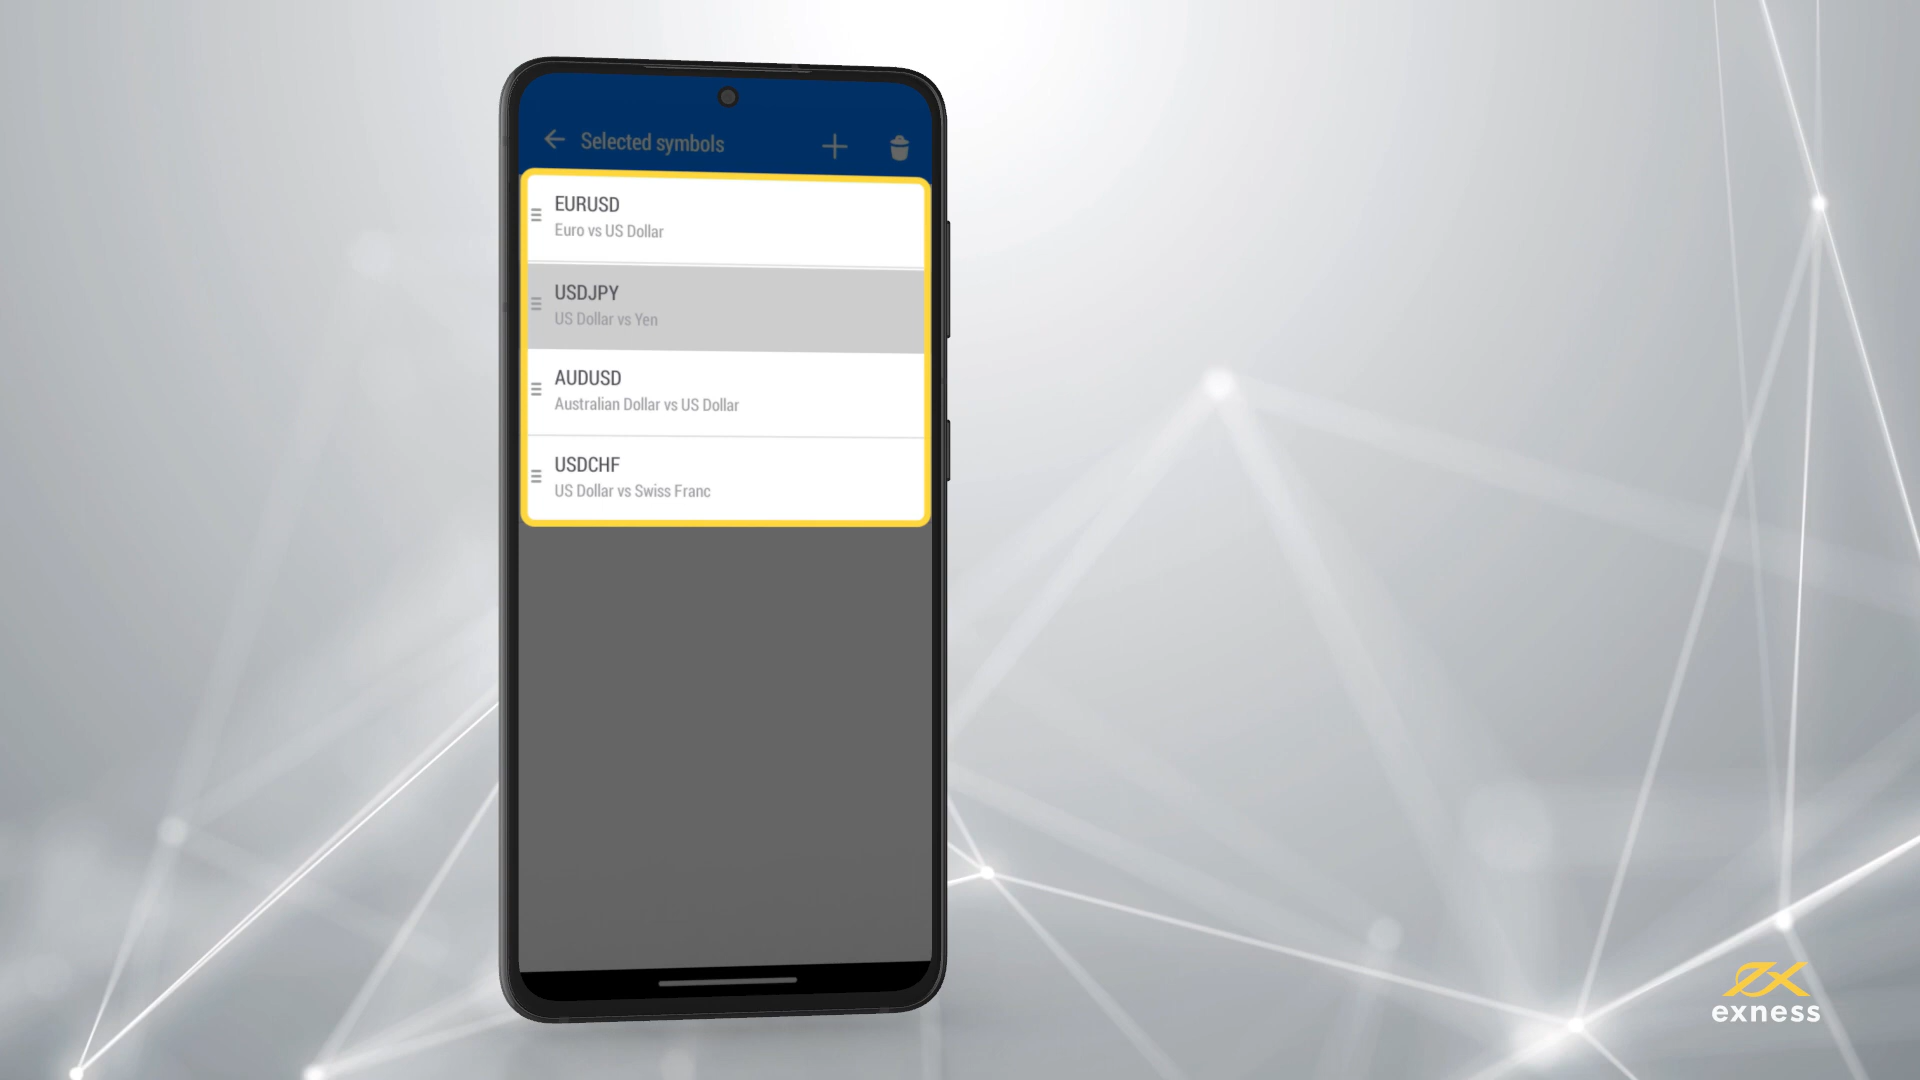 Selected symbols
EURUSD
Euro vs US Dollar
USDJPY
US Dollar vs Yen
AUDUSD
Australian Dollar vs US Dollar
USDCHF
US Dollar vs Swiss Franc
exness